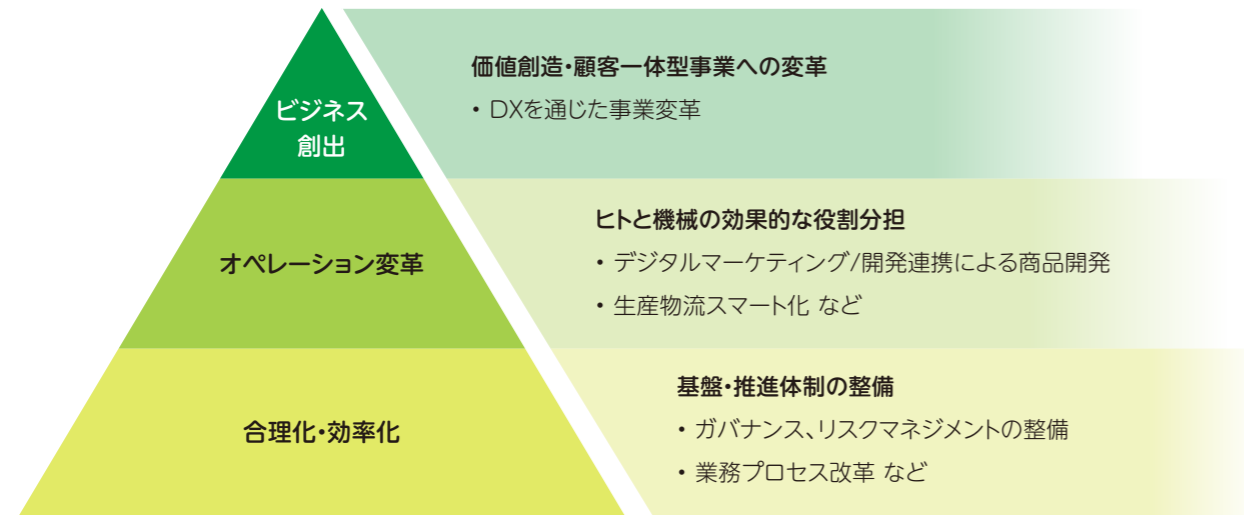 ビジネス
創出
価値創造・顧客一体型事業への変革
・DXを通じた事業変革
オペレーション変革
ヒトと機械の効果的な役割分担
・デジタルマーケティング/開発連携による商品開発
・生産物流スマート化 など
合理化・効率化
基盤・推進体制の整備
・ガバナンス、リスクマネジメントの整備
・業務プロセス改革 など